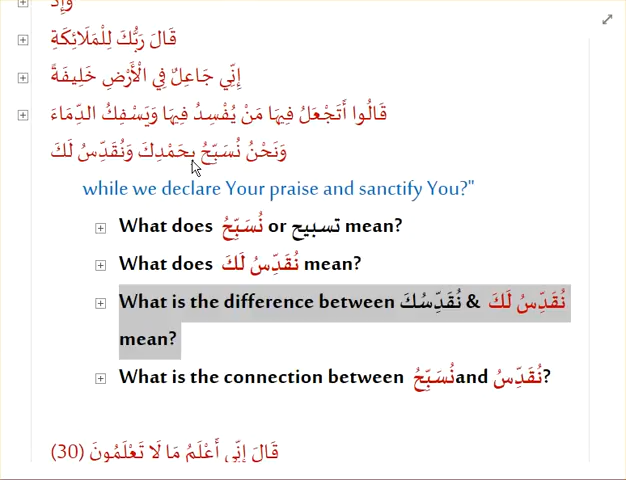 وَإِذْ
قَالَ رَبُّكَ لِلْمَلَائِكَةِ
إِنِّي جَاعِلٌ فِي الْأَرْضِ خَلِيفَةً
قَالُوا أَتَجْعَلُ فِيهَا مَنْ يُفْسِدُ فِيهَا وَيَسْفِكُ الدِّمَاءَ
وَنَحْنُ نُسَبِّحُ بِحَمْدِكَ وَنُقَدِّسُ لَكَ
while we declare Your praise and sanctify You?"
What does نُسَبِّحُ or تسبيح mean?
What does نُقَدِّسُ لَكَ mean?
What is the difference between نُقَدِّسُكَ & نُقَدِّسُ لَكَ
mean?
What is the connection between نُسَبِّحُ and نُقَدِّسُ?
قَالَ إِنِّي أَعْلَمُ مَا لَا تَعْلَمُونَ (30)